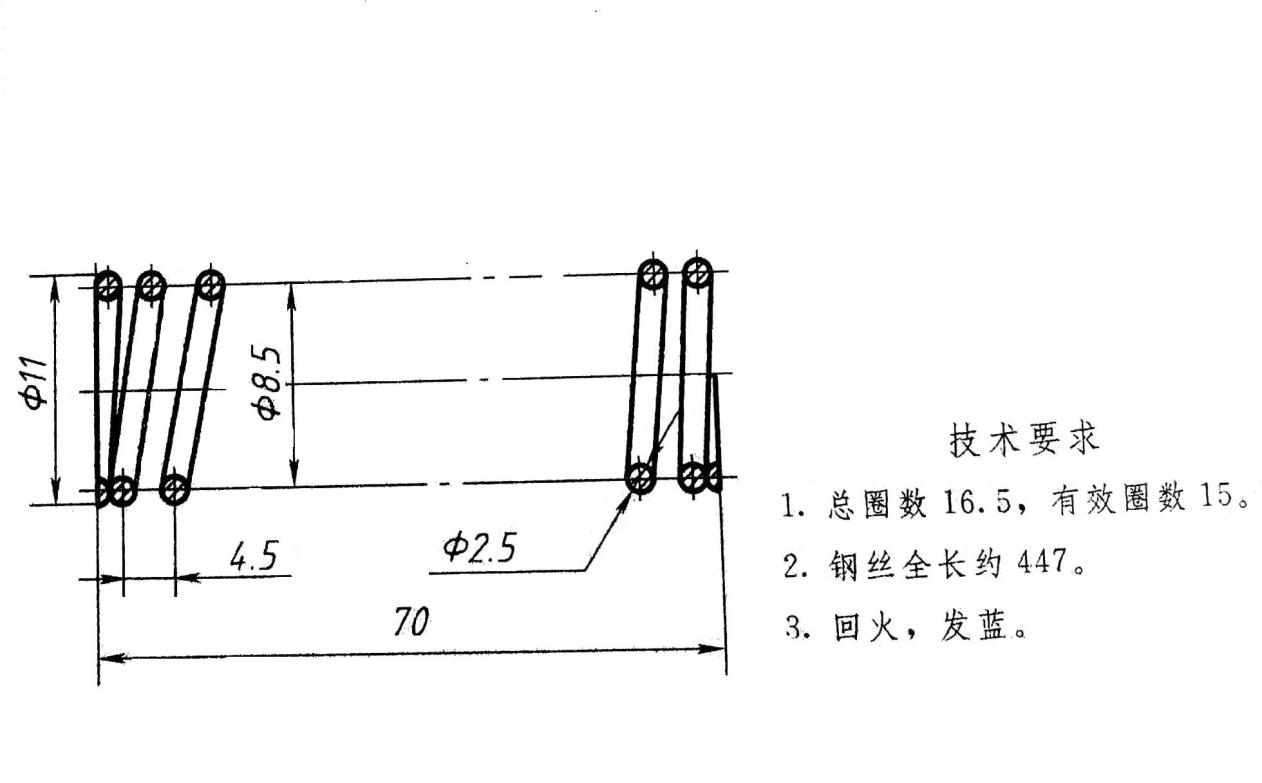 Φ11
Φ8.5
4.5
Φ2.5
70
技术要求
1. 总圈数 16.5，有效圈数 15。
2. 钢丝全长约 447。
3. 回火，发蓝。